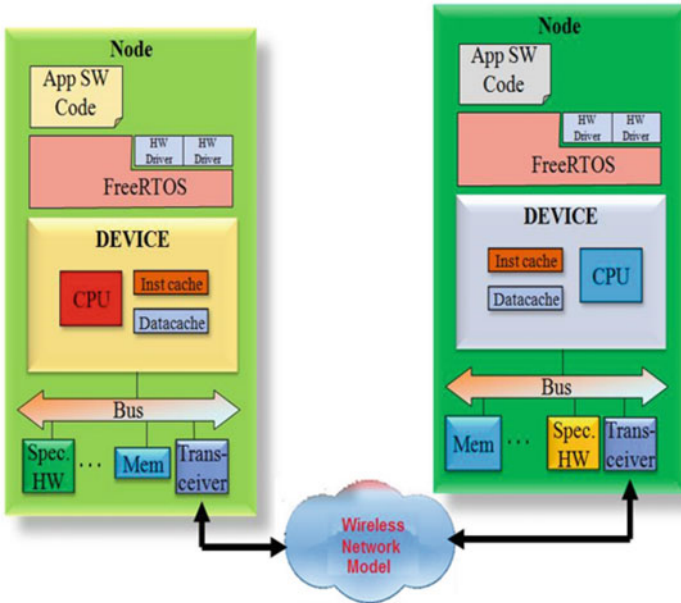 Node
App SW
Code
HW
Driver
HW
Driver
FreeRTOS
DEVICE
CPU
Inst cache
Datacache
Bus
Spec.
HW
...
Mem
Trans-
ceiver
Node
App SW
Code
HW
Driver
HW
Driver
FreeRTOS
DEVICE
Inst cache
Datacache
CPU
Bus
Mem
...
Spec.
HW
Trans-
ceiver
Wireless
Network
Model